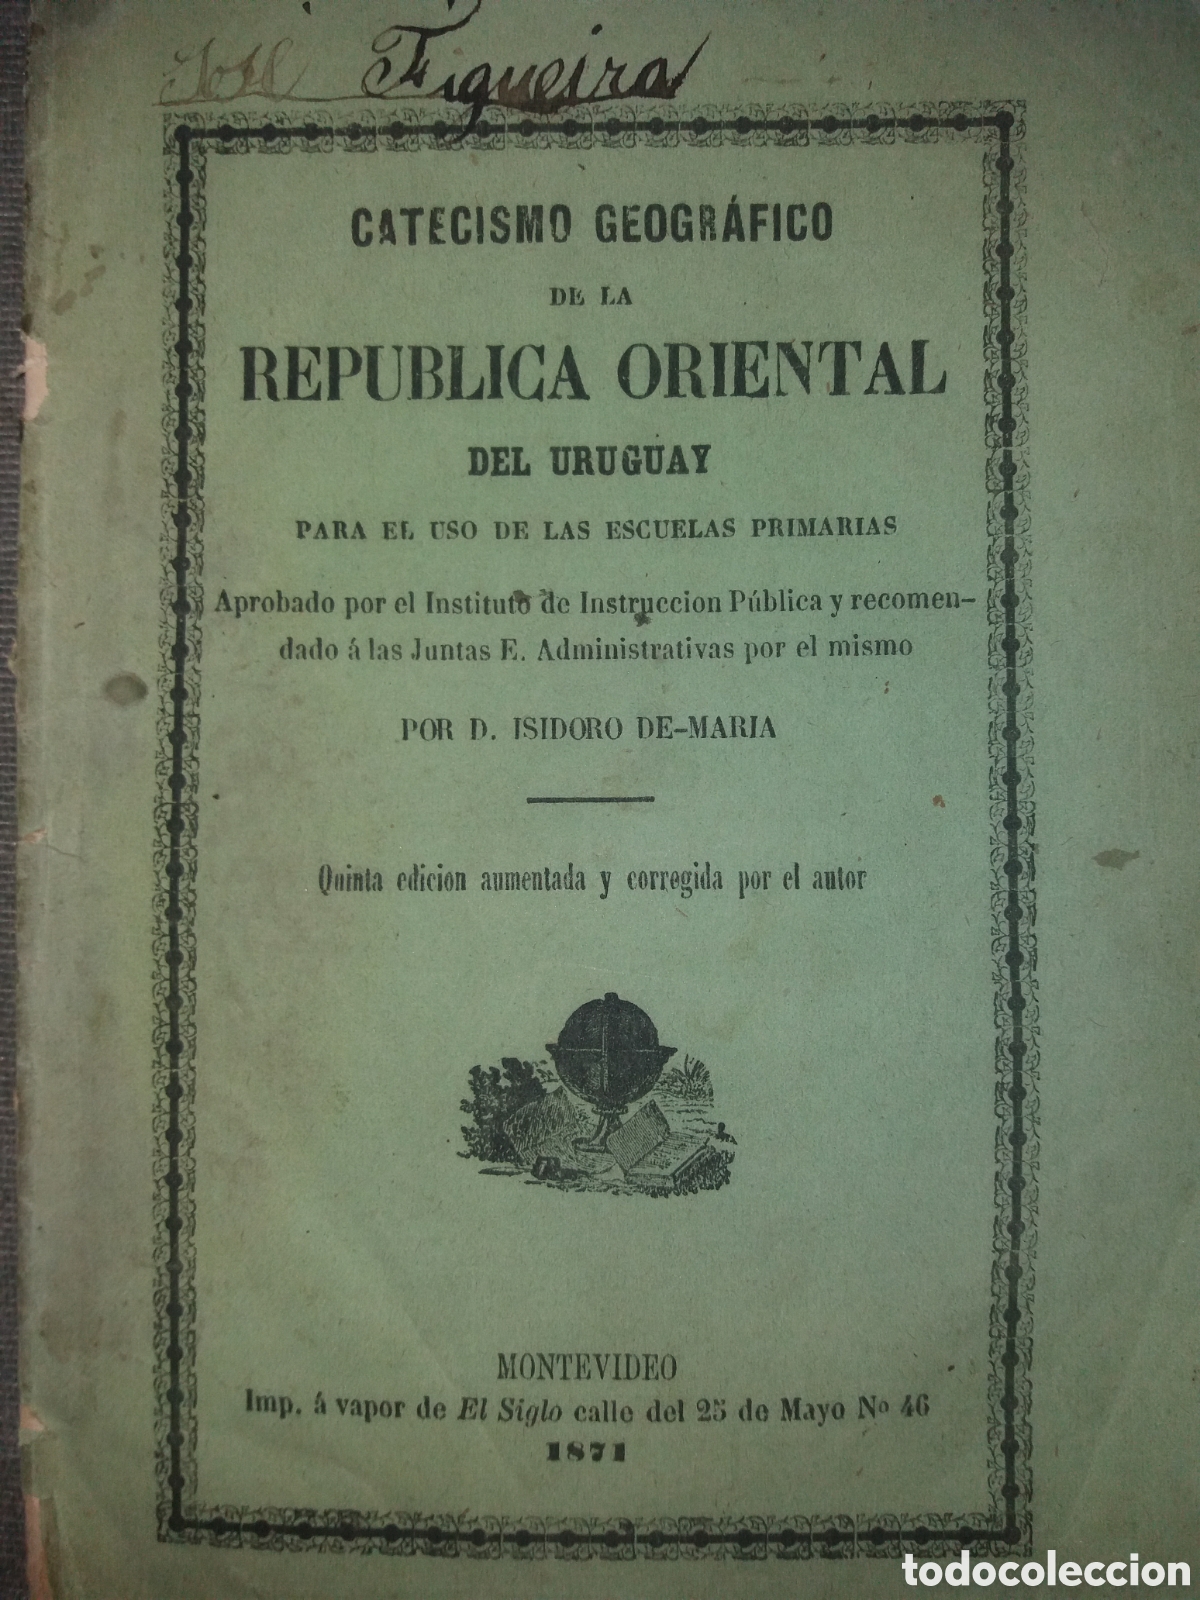 José Figueira
CATECISMO GEOGRÁFICO
DE LA
REPUBLICA ORIENTAL
DEL URUGUAY
PARA EL USO DE LAS ESCUELAS PRIMARIAS
Aprobado por el Instituto de Instruccion Pública y recomen-
dado á las Juntas E. Administrativas por el mismo
POR D. ISIDORO DE-MARIA
Quinta edicion aumentada y corregida por el autor
MONTEVIDEO
Imp. á vapor de El Siglo calle del 25 de Mayo Nº 46
1871
todocoleccion